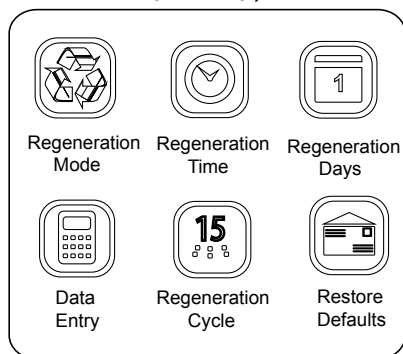 1
Regeneration Mode
Regeneration Time
Regeneration Days
15
Data Entry
Regeneration Cycle
Restore Defaults